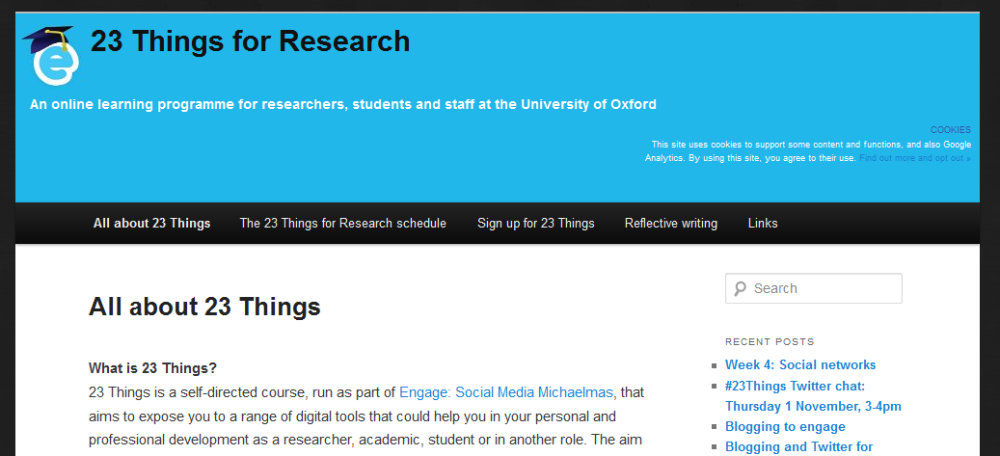 23 Things for Research
An online learning programme for researchers, students and staff at the University of Oxford
COOKIES
This site uses cookies to support some content and functions, and also Google
Analytics. By using this site, you agree to their use. Find out more and opt out »
All about 23 Things The 23 Things for Research schedule Sign up for 23 Things Reflective writing Links
All about 23 Things
What is 23 Things?
23 Things is a self-directed course, run as part of Engage: Social Media Michaelmas, that
aims to expose you to a range of digital tools that could help you in your personal and
professional development as a researcher, academic, student or in another role. The aim
Search
RECENT POSTS
Week 4: Social networks
#23Things Twitter chat:
Thursday 1 November, 3-4pm
Blogging to engage
Blogging and Twitter for